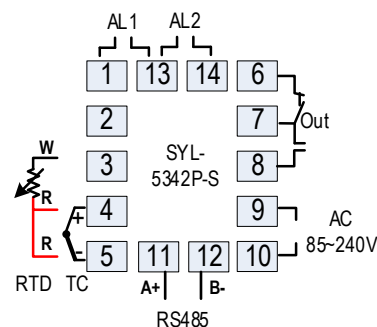 AL1 AL2
1 13 14 6
2 7 Out
W 3 SYL-
5342P-S 8
R + 4 9 AC
85~240V
R - 5 11 12 10
RTD TC A+ B-
RS485